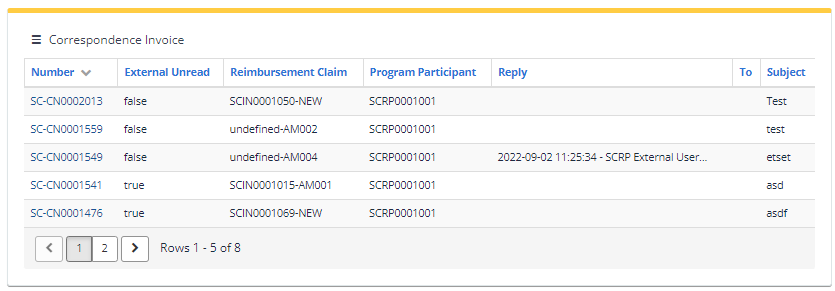 Correspondence Invoice
Number External Unread Reimbursement Claim Program Participant Reply To Subject
SC-CN0002013 false SCIN0001050-NEW SCRP0001001 Test
SC-CN0001559 false undefined-AM002 SCRP0001001 test
SC-CN0001549 false undefined-AM004 SCRP0001001 2022-09-02 11:25:34 - SCRP External User... etset
SC-CN0001541 true SCIN0001015-AM001 SCRP0001001 asd
SC-CN0001476 true SCIN0001069-NEW SCRP0001001 asdf
1 2 Rows 1 - 5 of 8